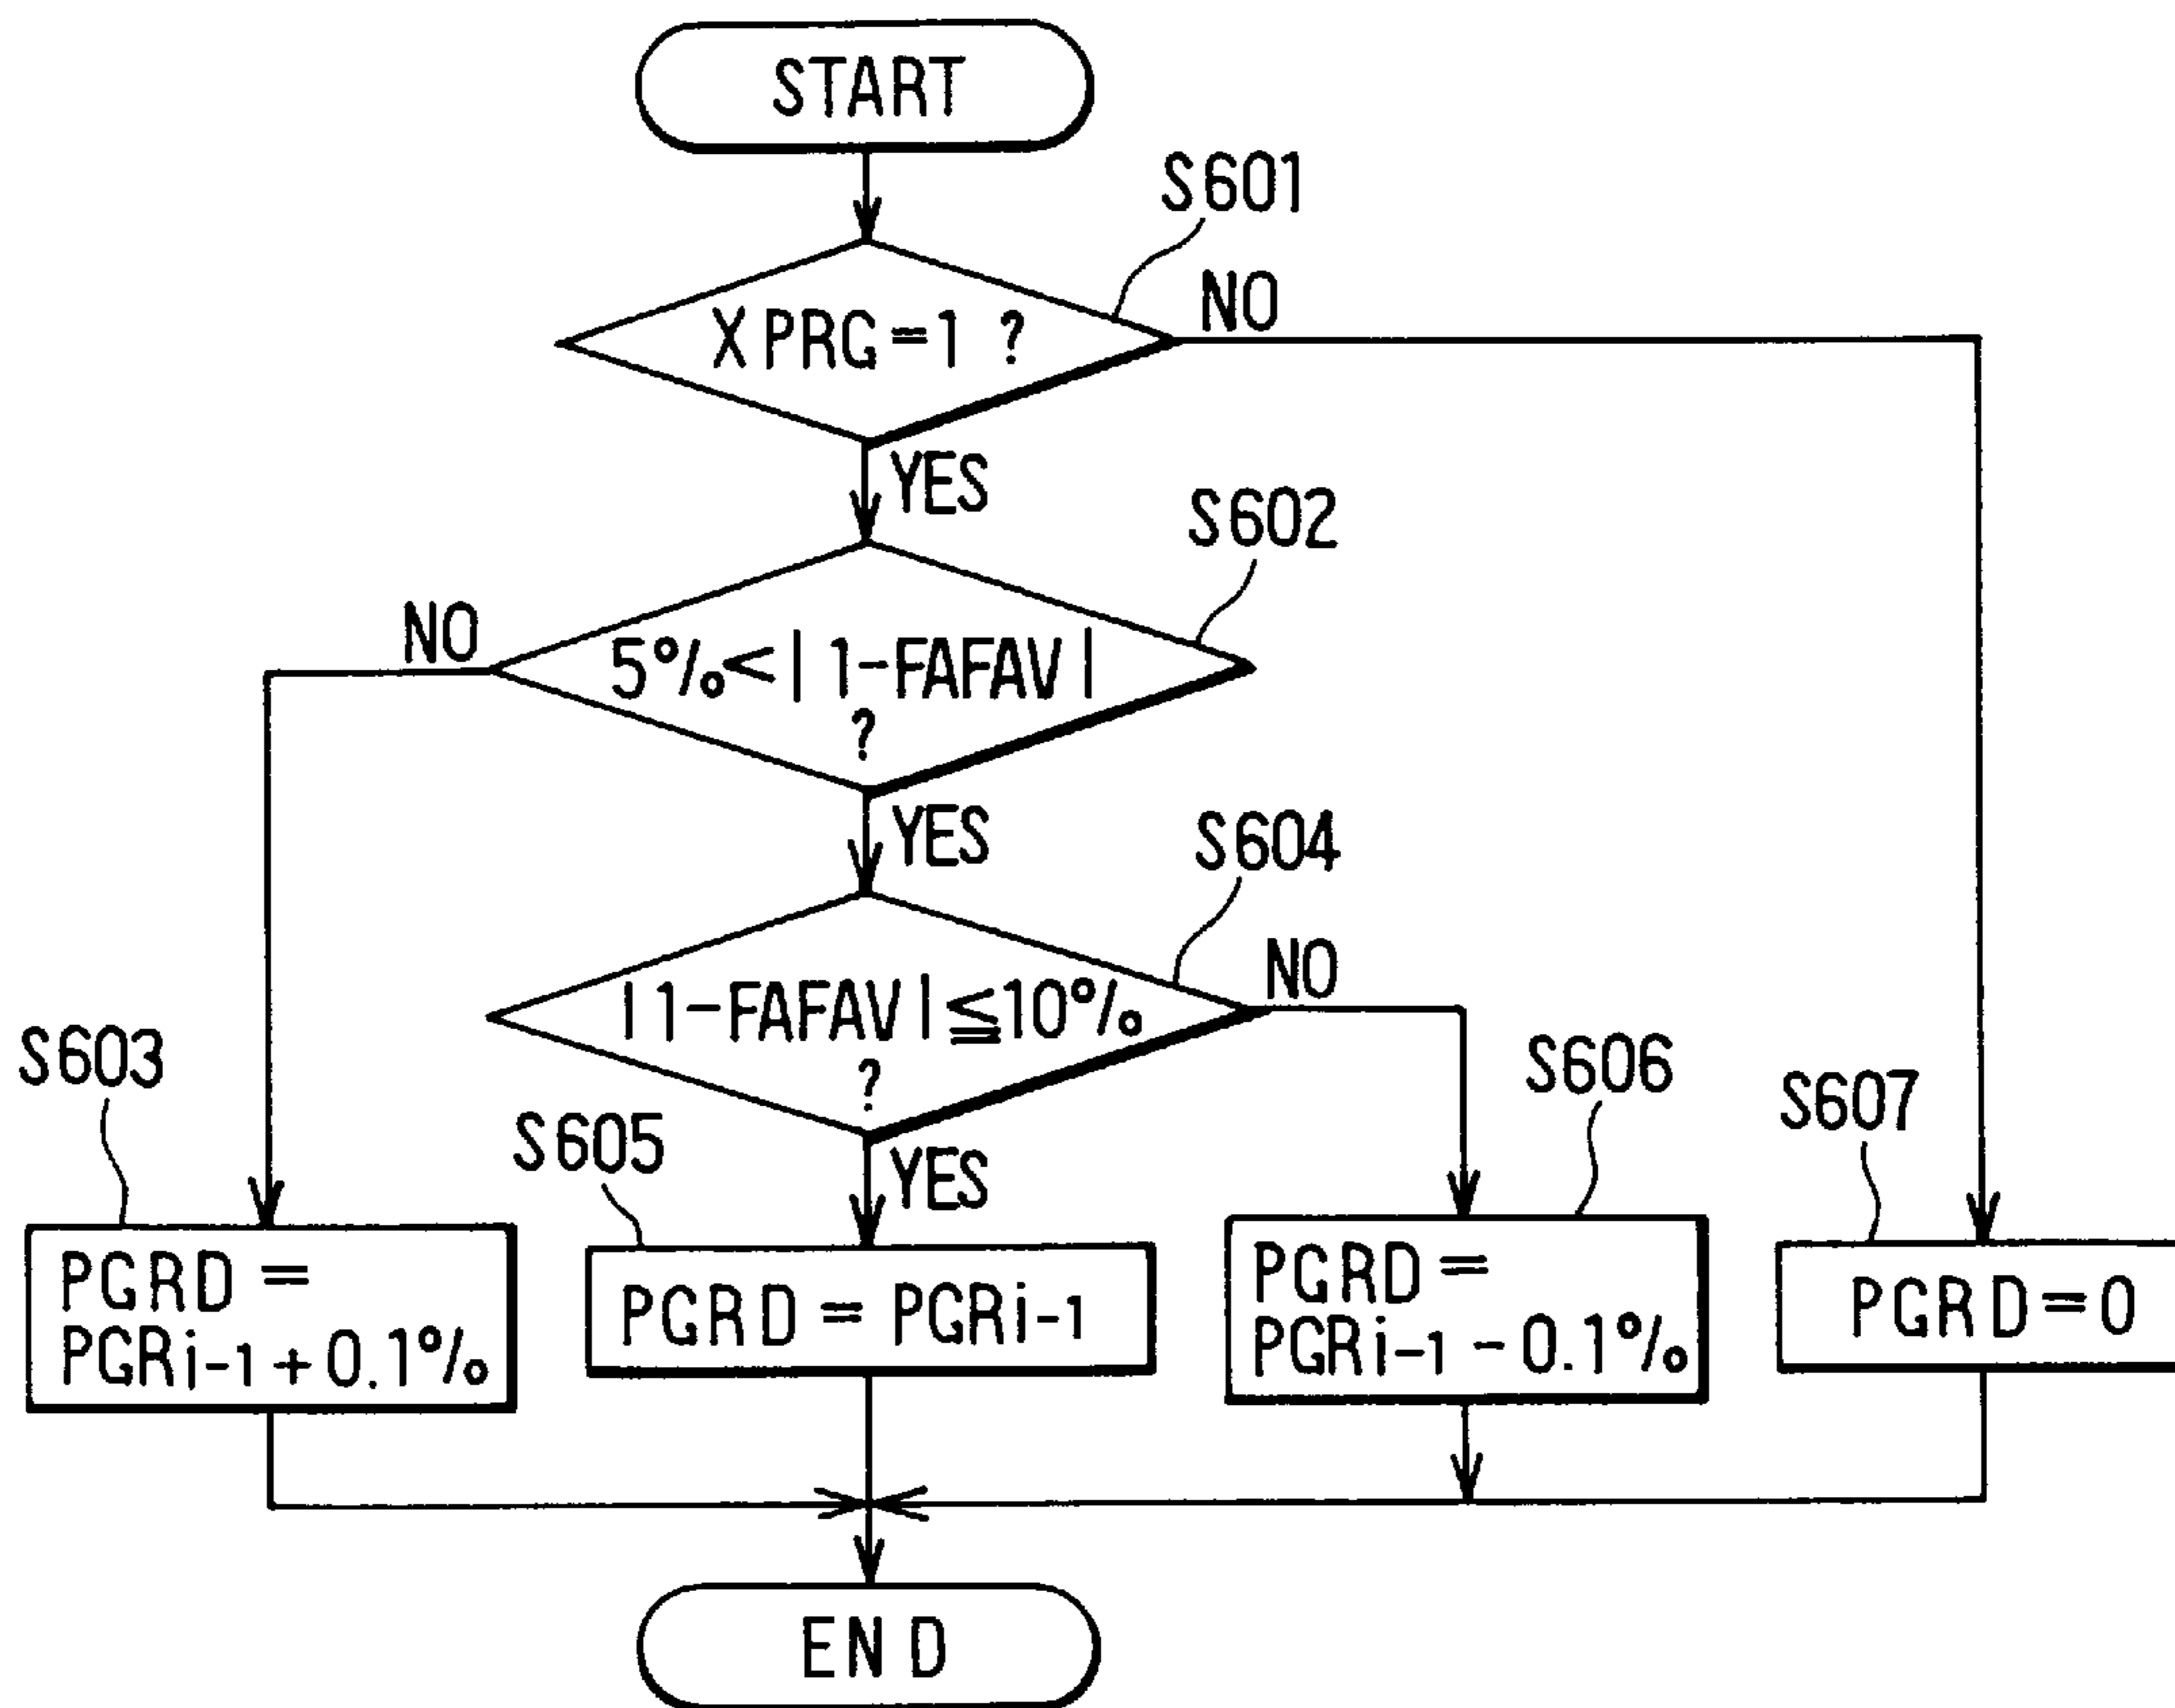 START
S601
XPRG=1 ?
NO
YES
S602
NO
5%<|1-FAFAV|
?
YES
S604
|1-FAFAV|≦10%
?
NO
S603
S605
YES
S606
S607
PGRD =
PGRi-1+0.1%
PGRD = PGRi-1
PGRD =
PGRi-1-0.1%
PGRD=0
END